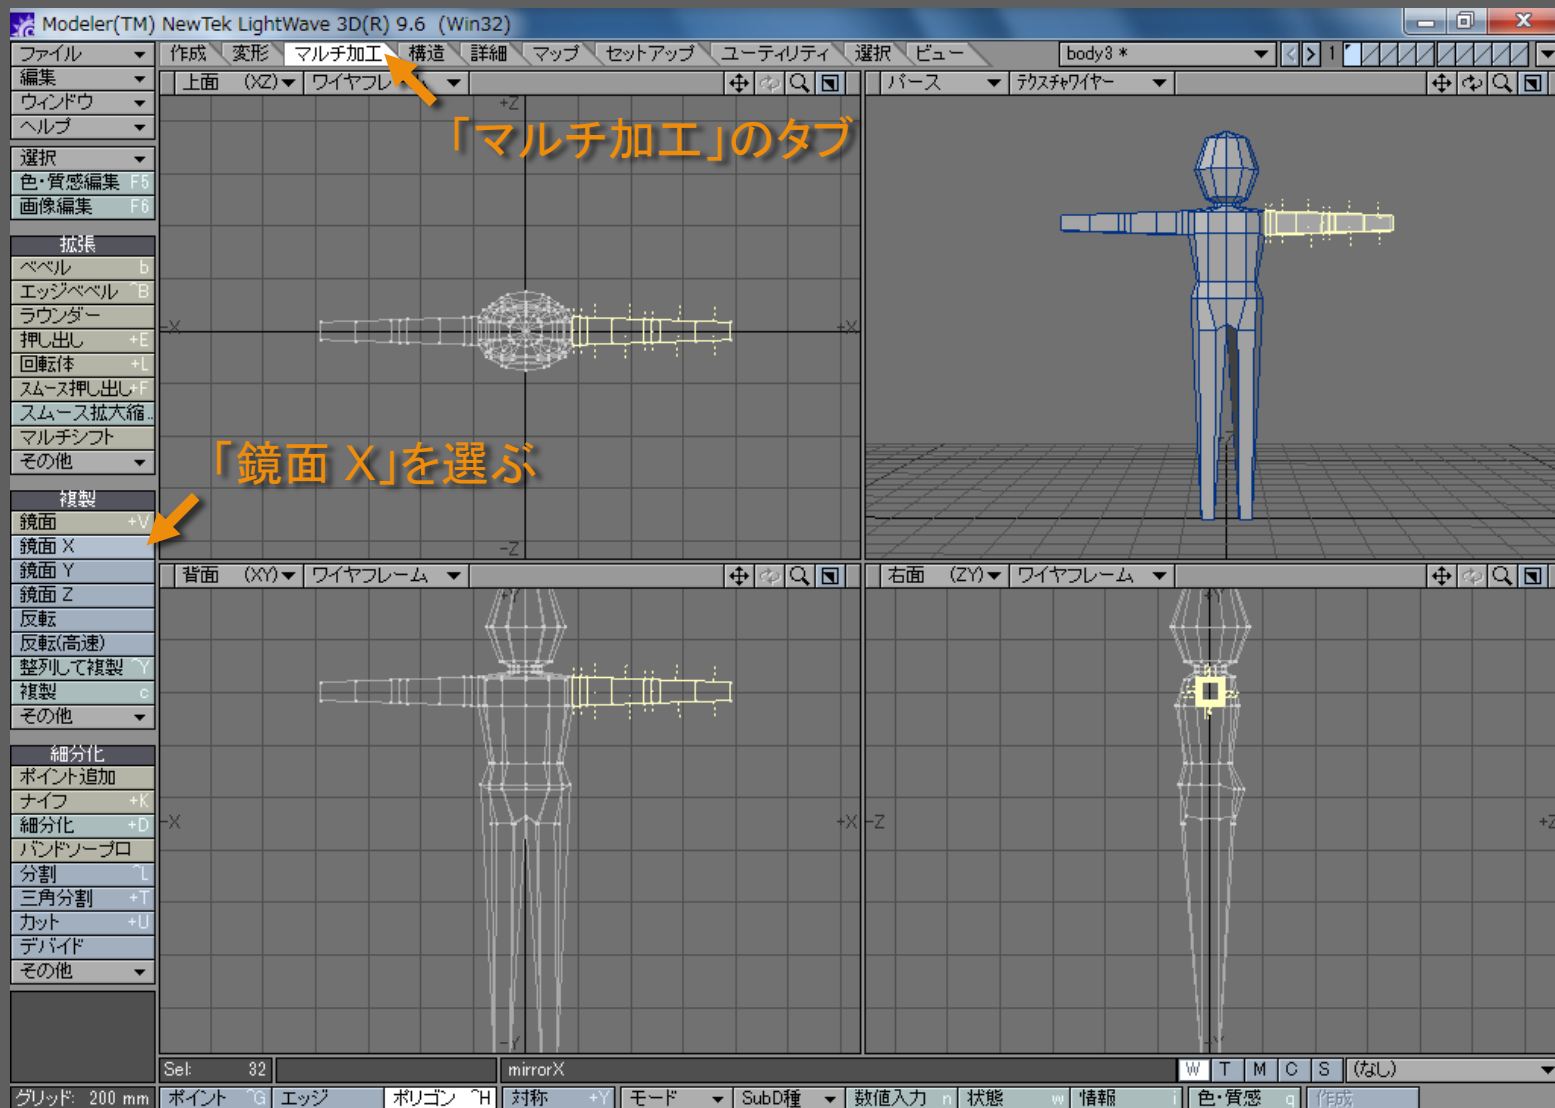 Modeler(TM) NewTek LightWave 3D(R) 9.6 (Win32)
ファイル 作成 変形 マルチ加工 構造 詳細 マップ セットアップ ユーティリティ 選択 ビュー body3 * 1
編集
ウィンドウ
ヘルプ
上面 (XZ) ワイヤフレーム
パース テクスチャワイヤー
「マルチ加工」のタブ
選択
色・質感編集 F5
画像編集 F6
拡張
ベベル b
エッジベベル ^B
ラウンダー
押し出し +E
回転体 +L
スムース押し出し +F
スムース拡大縮..
マルチシフト
その他
「鏡面 X」を選ぶ
複製
鏡面 +V
鏡面 X
鏡面 Y
鏡面 Z
反転
反転(高速)
整列して複製 ^Y
複製 c
その他
細分化
ポイント追加
ナイフ +K
細分化 +D
バンドソープロ
分割 ^L
三角分割 +T
カット +U
デバイド
その他
+Z
-X +X
-Z
背面 (XY) ワイヤフレーム
+Y
-X +X
-Y
右面 (ZY) ワイヤフレーム
+Y
-Z +Z
-Y
Sel: 32 mirrorX W T M C S (なし)
グリッド: 200 mm ポイント ^G エッジ ポリゴン ^H 対称 +Y モード SubD種 数値入力 n 状態 w 情報 i 色・質感 q 作成